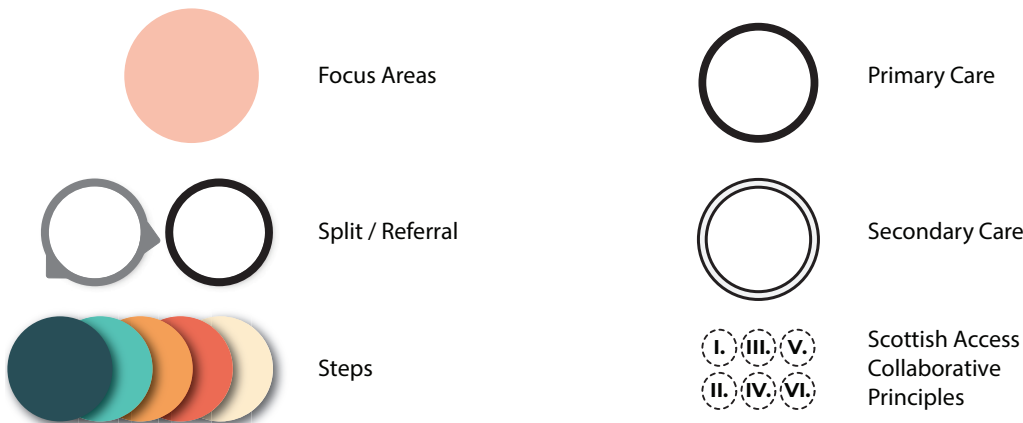 Focus Areas
Primary Care
Split / Referral
Secondary Care
Steps
I. III. V.
II. IV. VI.
Scottish Access
Collaborative
Principles